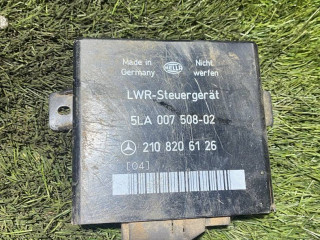 Made in
Germany
HELLA
Nicht
werfen
LWR-Steuergerät
5LA 007 508-02
210 820 61 26
[04]